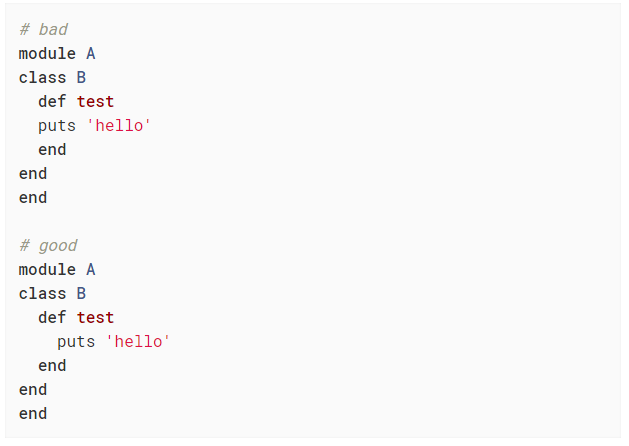 # bad
module A
class B
  def test
  puts 'hello'
  end
end
end

# good
module A
class B
  def test
    puts 'hello'
  end
end
end